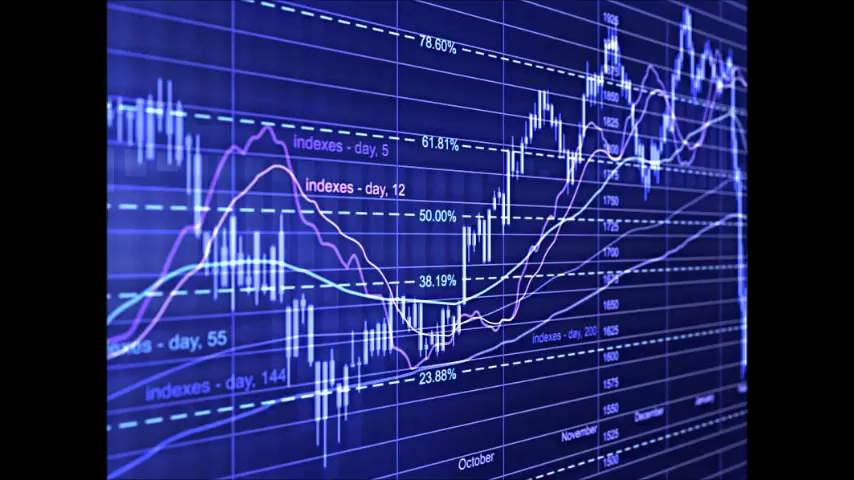 78.60%
indexes - day, 5
61.81%
indexes - day, 12
50.00%
38.19%
indexes - day, 55
indexes - day, 200
indexes - day, 144
23.88%
1925
1850
1825
1800
1775
1750
1725
1700
1675
1650
1625
1600
1575
1550
1525
1500
October
November
December
January